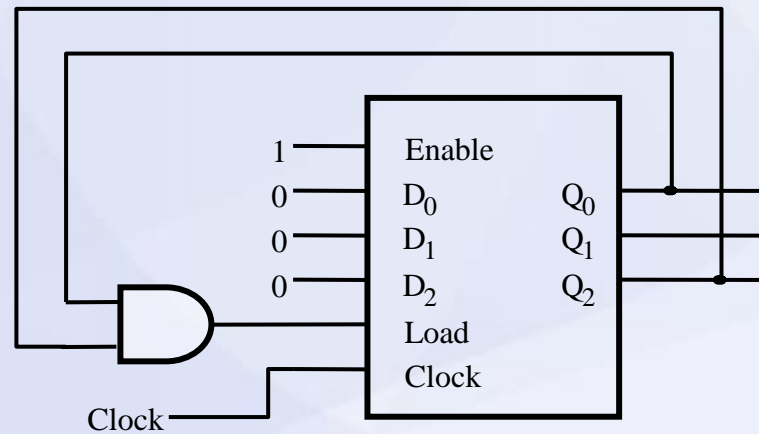 1 Enable
0 D0 Q0
0 D1 Q1
0 D2 Q2
Load
Clock
Clock